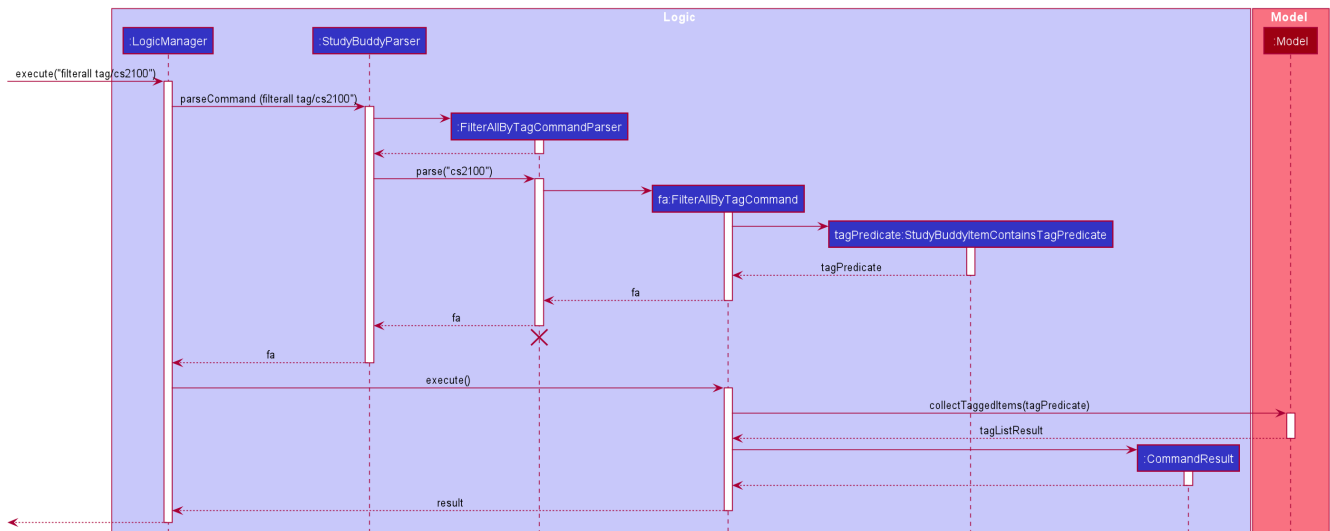 Logic
Model
:LogicManager
:StudyBuddyParser
:Model
execute("filterall tag/cs2100")
parseCommand (filterall tag/cs2100")
:FilterAllByTagCommandParser
parse("cs2100")
fa:FilterAllByTagCommand
tagPredicate:StudyBuddyItemContainsTagPredicate
tagPredicate
fa
fa
fa
execute()
collectTaggedItems(tagPredicate)
tagListResult
:CommandResult
result